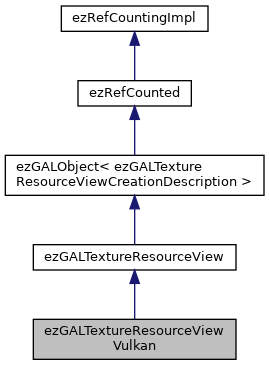 ezRefCountingImpl
ezRefCounted
ezGALObject< ezGALTexture
ResourceViewCreationDescription >
ezGALTextureResourceView
ezGALTextureResourceView
Vulkan